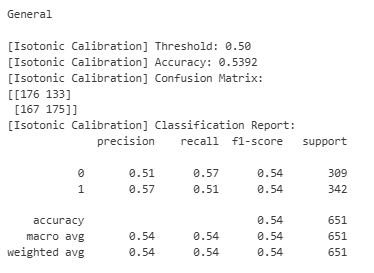 General
[Isotonic Calibration] Threshold: 0.50
[Isotonic Calibration] Accuracy: 0.5392
[Isotonic Calibration] Confusion Matrix:
[[176 133]
 [167 175]]
[Isotonic Calibration] Classification Report:
precision recall f1-score support
0 0.51 0.57 0.54 309
1 0.57 0.51 0.54 342
accuracy 0.54 651
macro avg 0.54 0.54 0.54 651
weighted avg 0.54 0.54 0.54 651